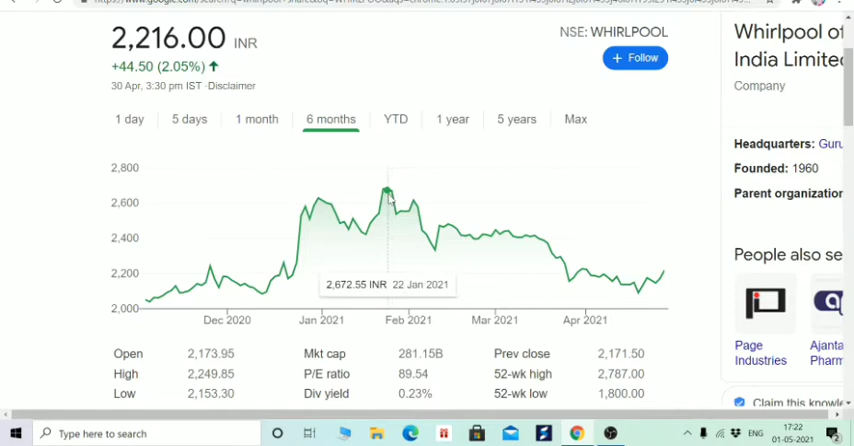 2,216.00 INR
+44.50 (2.05%) ↑
30 Apr, 3:30 pm IST ·Disclaimer
NSE: WHIRLPOOL
+ Follow
1 day 5 days 1 month 6 months YTD 1 year 5 years Max
2,800
2,600
2,400
2,200
2,000
2,672.55 INR 22 Jan 2021
Dec 2020 Jan 2021 Feb 2021 Mar 2021 Apr 2021
Open 2,173.95 Mkt cap 281.15B Prev close 2,171.50
High 2,249.85 P/E ratio 89.54 52-wk high 2,787.00
Low 2,153.30 Div yield 0.23% 52-wk low 1,800.00
Whirlpool of
India Limited
Company
Headquarters: Guru
Founded: 1960
Parent organization
People also se
Page
Industries
Ajanta
Pharm
Claim this knowle
Type here to search
ENG
17:22
01-05-2021
2